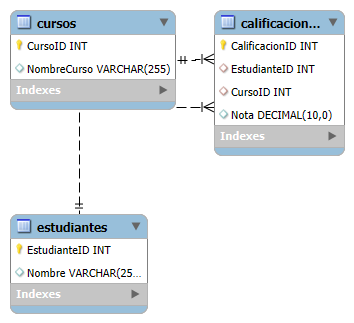 cursos
CursoID INT
NombreCurso VARCHAR(255)
Indexes
calificacion...
CalificacionID INT
EstudianteID INT
CursoID INT
Nota DECIMAL(10,0)
Indexes
estudiantes
EstudianteID INT
Nombre VARCHAR(25...
Indexes